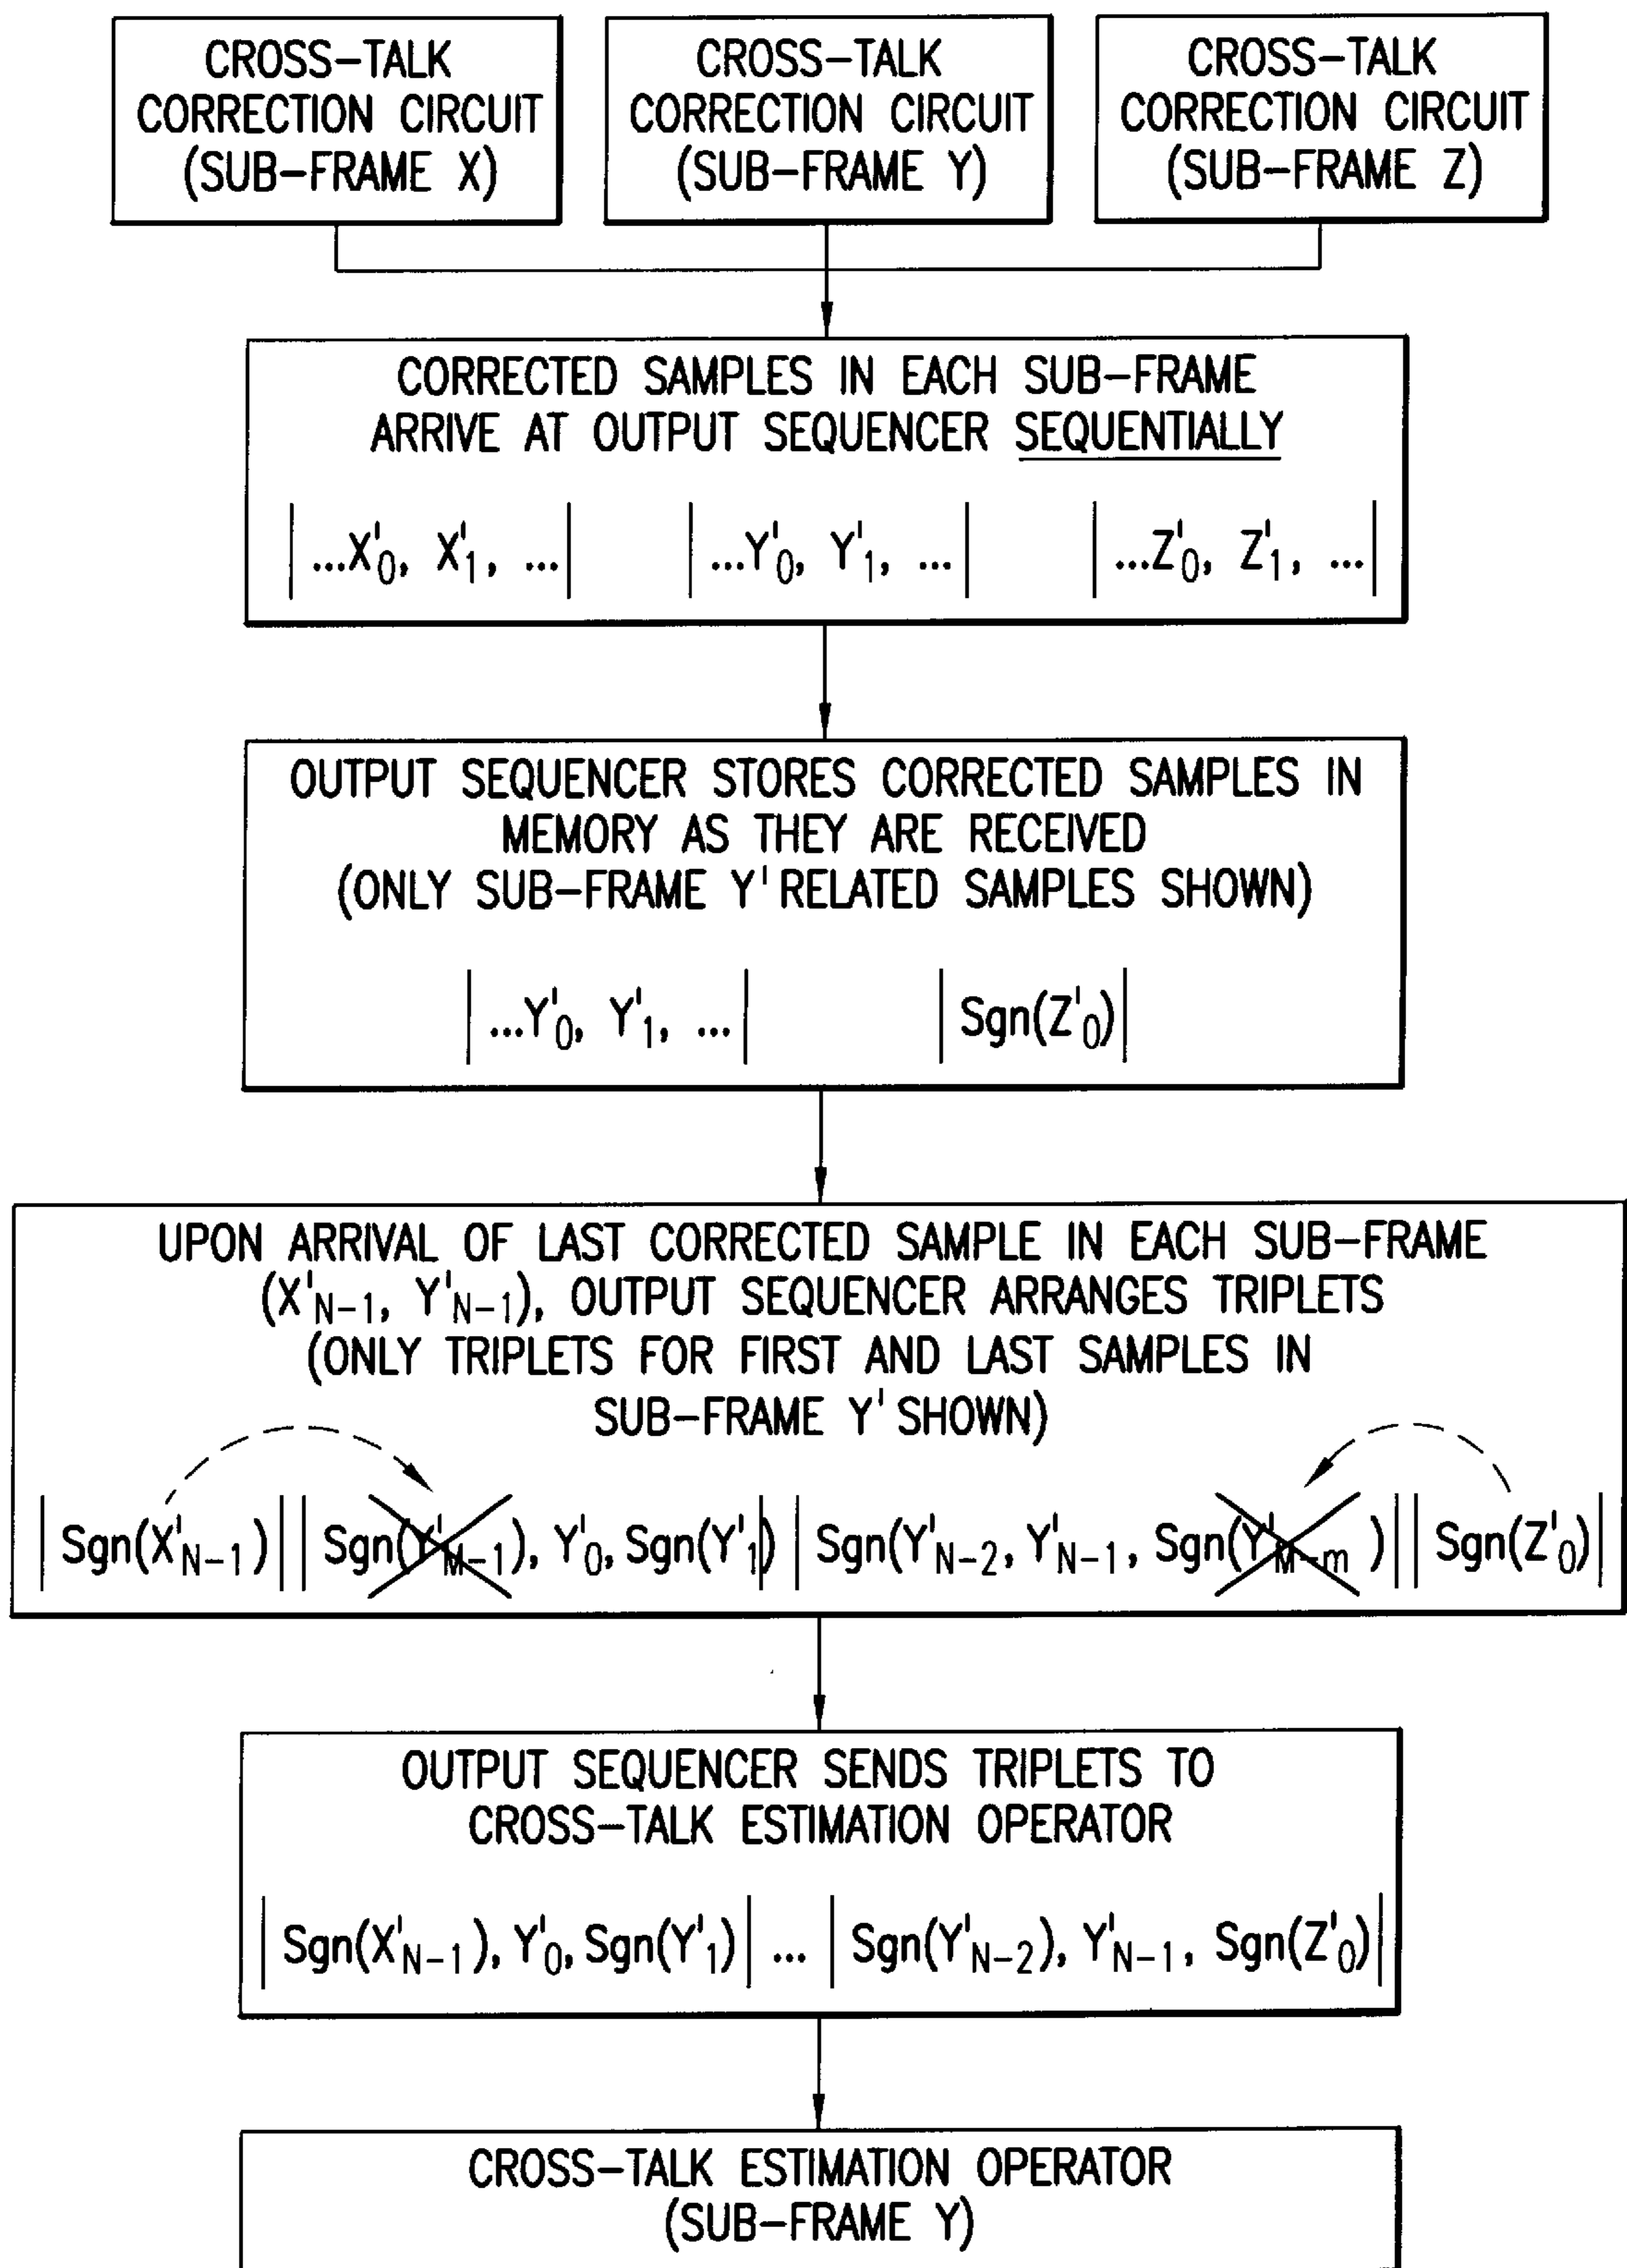 CROSS-TALK
CORRECTION CIRCUIT
(SUB-FRAME X)
CROSS-TALK
CORRECTION CIRCUIT
(SUB-FRAME Y)
CROSS-TALK
CORRECTION CIRCUIT
(SUB-FRAME Z)
CORRECTED SAMPLES IN EACH SUB-FRAME
ARRIVE AT OUTPUT SEQUENCER SEQUENTIALLY
|...X'0, X'1, ...| |...Y'0, Y'1, ...| |...Z'0, Z'1, ...|
OUTPUT SEQUENCER STORES CORRECTED SAMPLES IN
MEMORY AS THEY ARE RECEIVED
(ONLY SUB-FRAME Y' RELATED SAMPLES SHOWN)
|...Y'0, Y'1, ...| |Sgn(Z'0)|
UPON ARRIVAL OF LAST CORRECTED SAMPLE IN EACH SUB-FRAME
(X'N-1, Y'N-1), OUTPUT SEQUENCER ARRANGES TRIPLETS
(ONLY TRIPLETS FOR FIRST AND LAST SAMPLES IN
SUB-FRAME Y' SHOWN)
|Sgn(X'N-1)||Sgn(Y'M-1), Y'0, Sgn(Y'1)| |Sgn(Y'N-2, Y'N-1, Sgn(Y'M-m)||Sgn(Z'0)|
OUTPUT SEQUENCER SENDS TRIPLETS TO
CROSS-TALK ESTIMATION OPERATOR
|Sgn(X'N-1), Y'0, Sgn(Y'1)| ... |Sgn(Y'N-2), Y'N-1, Sgn(Z'0)|
CROSS-TALK ESTIMATION OPERATOR
(SUB-FRAME Y)